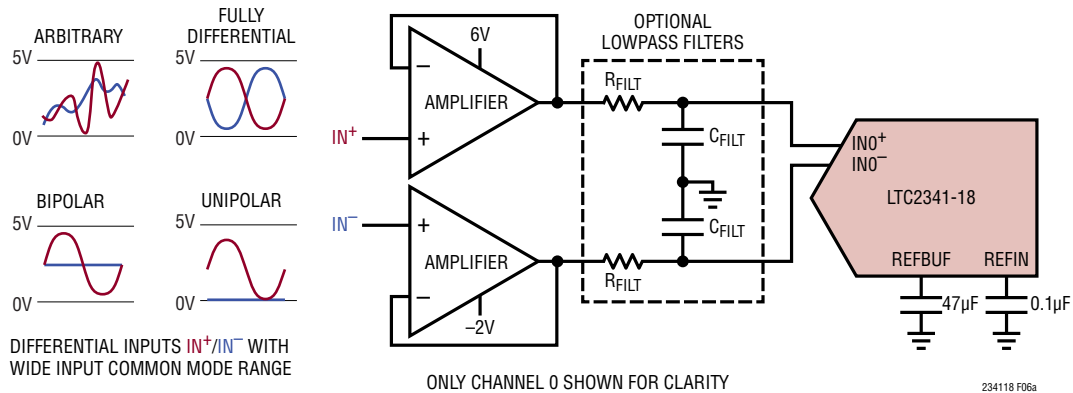 ARBITRARY
5V
0V
FULLY
DIFFERENTIAL
5V
0V
BIPOLAR
5V
0V
UNIPOLAR
5V
0V
DIFFERENTIAL INPUTS IN+/IN– WITH
WIDE INPUT COMMON MODE RANGE
6V
–
AMPLIFIER
IN+
+
IN–
+
AMPLIFIER
–
–2V
OPTIONAL
LOWPASS FILTERS
RFILT
CFILT
CFILT
RFILT
IN0+
IN0–
LTC2341-18
REFBUF REFIN
47µF
0.1µF
ONLY CHANNEL 0 SHOWN FOR CLARITY
234118 F06a